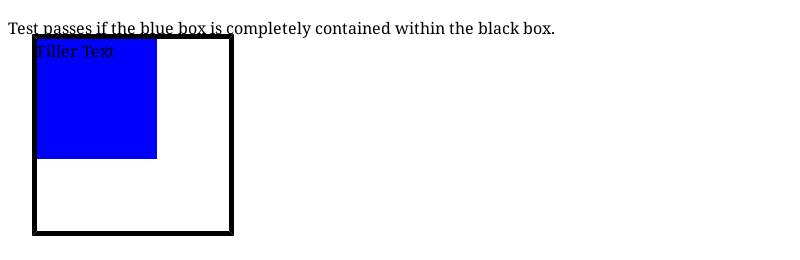 Test passes if the blue box is completely contained within the black box.
Filler Text